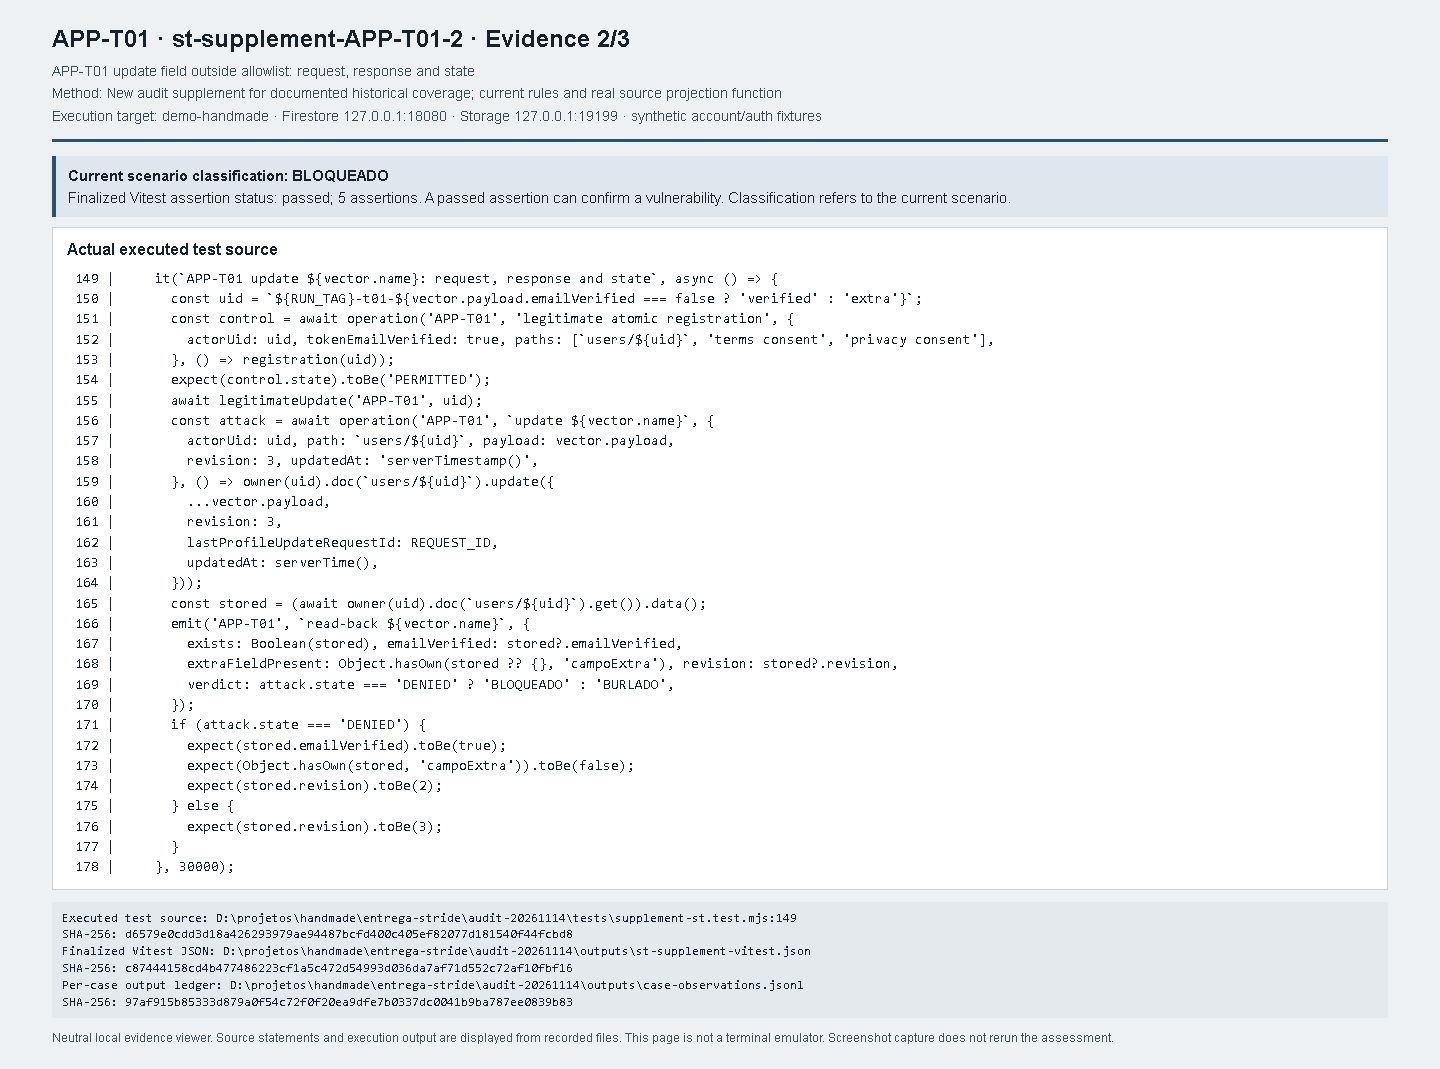 APP-T01 · st-supplement-APP-T01-2 · Evidence 2/3
APP-T01 update field outside allowlist: request, response and state
Method: New audit supplement for documented historical coverage; current rules and real source projection function
Execution target: demo-handmade · Firestore 127.0.0.1:18080 · Storage 127.0.0.1:19199 · synthetic account/auth fixtures
Current scenario classification: BLOQUEADO
Finalized Vitest assertion status: passed; 5 assertions. A passed assertion can confirm a vulnerability. Classification refers to the current scenario.
Actual executed test source
149 |     it(`APP-T01 update ${vector.name}: request, response and state`, async () => {
150 |       const uid = `${RUN_TAG}-t01-${vector.payload.emailVerified === false ? 'verified' : 'extra'}`;
151 |       const control = await operation('APP-T01', 'legitimate atomic registration', {
152 |         actorUid: uid, tokenEmailVerified: true, paths: [`users/${uid}`, 'terms consent', 'privacy consent'],
153 |       }, () => registration(uid));
154 |       expect(control.state).toBe('PERMITTED');
155 |       await legitimateUpdate('APP-T01', uid);
156 |       const attack = await operation('APP-T01', `update ${vector.name}`, {
157 |         actorUid: uid, path: `users/${uid}`, payload: vector.payload,
158 |         revision: 3, updatedAt: 'serverTimestamp()',
159 |       }, () => owner(uid).doc(`users/${uid}`).update({
160 |         ...vector.payload,
161 |         revision: 3,
162 |         lastProfileUpdateRequestId: REQUEST_ID,
163 |         updatedAt: serverTime(),
164 |       }));
165 |       const stored = (await owner(uid).doc(`users/${uid}`).get()).data();
166 |       emit('APP-T01', `read-back ${vector.name}`, {
167 |         exists: Boolean(stored), emailVerified: stored?.emailVerified,
168 |         extraFieldPresent: Object.hasOwn(stored ?? {}, 'campoExtra'), revision: stored?.revision,
169 |         verdict: attack.state === 'DENIED' ? 'BLOQUEADO' : 'BURLADO',
170 |       });
171 |       if (attack.state === 'DENIED') {
172 |         expect(stored.emailVerified).toBe(true);
173 |         expect(Object.hasOwn(stored, 'campoExtra')).toBe(false);
174 |         expect(stored.revision).toBe(2);
175 |       } else {
176 |         expect(stored.revision).toBe(3);
177 |       }
178 |     }, 30000);
Executed test source: D:\projetos\handmade\entrega-stride\audit-20261114\tests\supplement-st.test.mjs:149
SHA-256: d6579e0cdd3d18a426293979ae94487bcfd400c405ef82077d181540f44fcbd8
Finalized Vitest JSON: D:\projetos\handmade\entrega-stride\audit-20261114\outputs\st-supplement-vitest.json
SHA-256: c87444158cd4b477486223cf1a5c472d54993d036da7af71d552c72af10fbf16
Per-case output ledger: D:\projetos\handmade\entrega-stride\audit-20261114\outputs\case-observations.jsonl
SHA-256: 97af915b85333d879a0f54c72f0f20ea9dfe7b0337dc0041b9ba787ee0839b83
Neutral local evidence viewer. Source statements and execution output are displayed from recorded files. This page is not a terminal emulator. Screenshot capture does not rerun the assessment.